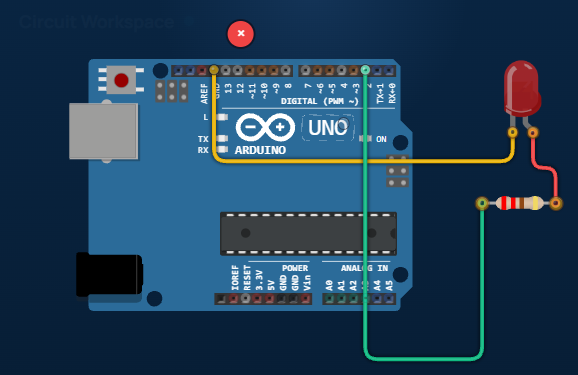 Circuit Workspace
AREF
GND
13
12
~11
~10
~9
8
7
~6
~5
4
~3
2
TX→1
RX←0
DIGITAL (PWM ~)
L
TX
RX
UNO
ARDUINO
ON
IOREF
RESET
3.3V
5V
GND
GND
Vin
POWER
ANALOG IN
A0
A1
A2
A4
A5